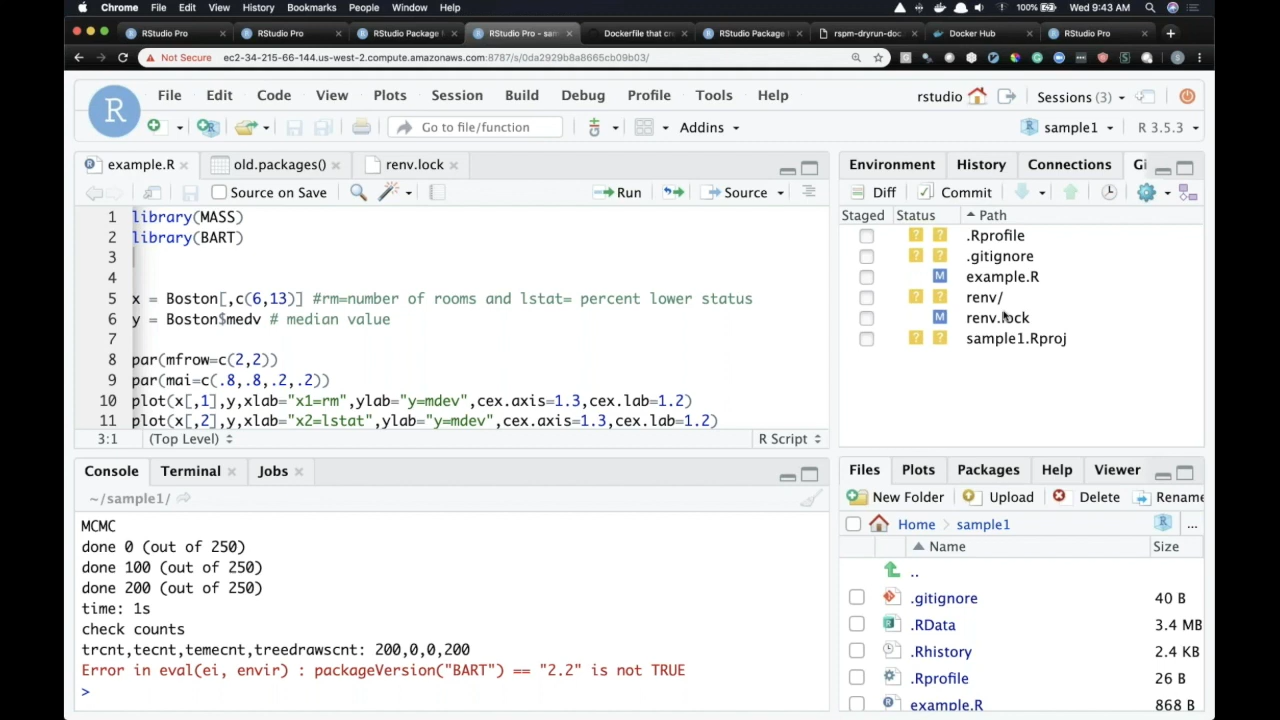 Chrome File Edit View History Bookmarks People Window Help 100% Wed 9:43 AM
RStudio Pro × RStudio Pro × RStudio Package × RStudio Pro - sam × Dockerfile that cre × RStudio Package × rspm-dryrun-doc × Docker Hub × RStudio Pro × +
Not Secure ec2-34-215-66-144.us-west-2.compute.amazonaws.com:8787/s/0da2929b8a8665cb09b03/
R File Edit Code View Plots Session Build Debug Profile Tools Help rstudio Sessions (3)
Go to file/function Addins sample1 R 3.5.3
example.R × old.packages() × renv.lock ×
Source on Save Run Source
1 library(MASS)
2 library(BART)
3
4
5 x = Boston[,c(6,13)] #rm=number of rooms and lstat= percent lower status
6 y = Boston$medv # median value
7
8 par(mfrow=c(2,2))
9 par(mai=c(.8,.8,.2,.2))
10 plot(x[,1],y,xlab="x1=rm",ylab="y=mdev",cex.axis=1.3,cex.lab=1.2)
11 plot(x[,2],y,xlab="x2=lstat",ylab="y=mdev",cex.axis=1.3,cex.lab=1.2)
3:1 (Top Level) R Script
Console Terminal × Jobs ×
~/sample1/
MCMC
done 0 (out of 250)
done 100 (out of 250)
done 200 (out of 250)
time: 1s
check counts
trcnt,tecnt,temecnt,treedrawscnt: 200,0,0,200
Error in eval(ei, envir) : packageVersion("BART") == "2.2" is not TRUE
>
Environment History Connections Gi
Diff Commit
Staged Status Path
? ? .Rprofile
? ? .gitignore
M example.R
? ? renv/
M renv.lock
? ? sample1.Rproj
Files Plots Packages Help Viewer
New Folder Upload Delete Rename
Home sample1 R ...
Name Size
..
.gitignore 40 B
.RData 3.4 MB
.Rhistory 2.4 KB
.Rprofile 26 B
example.R 868 B